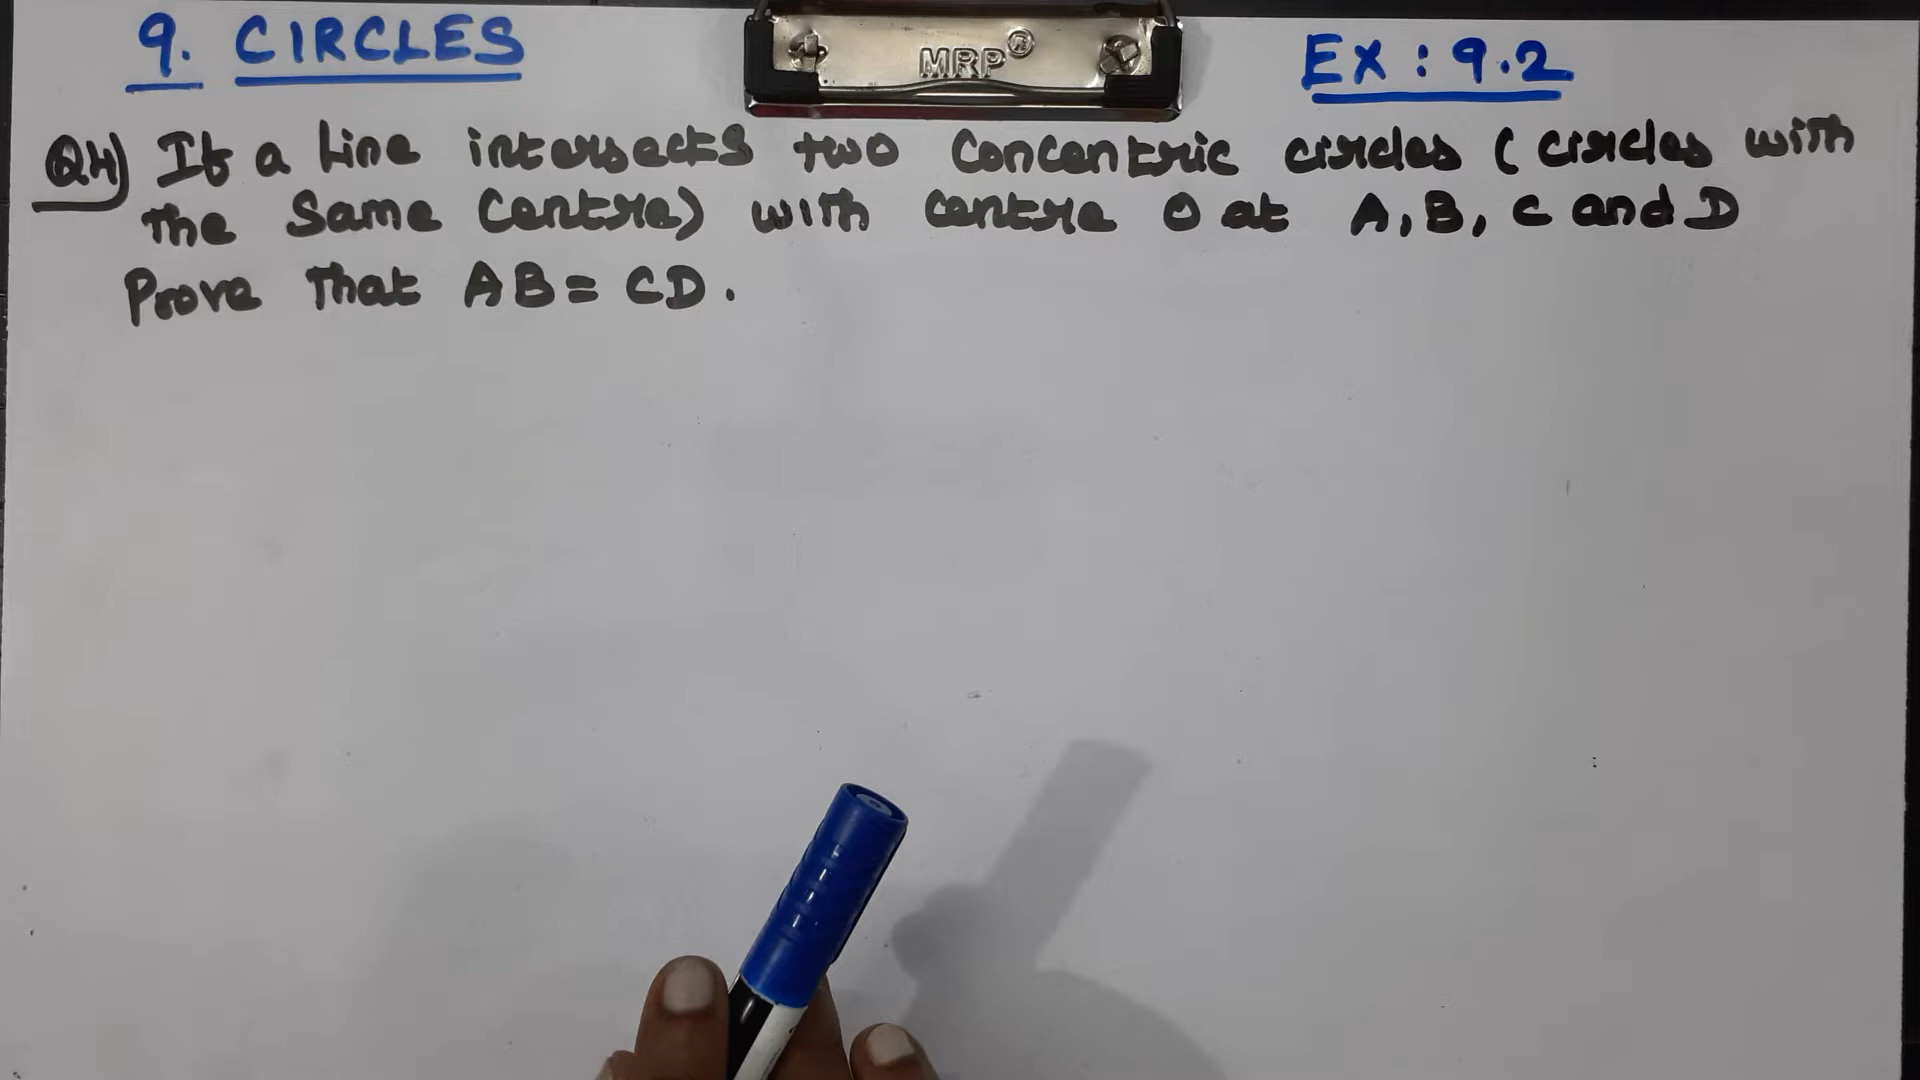 9. CIRCLES
MRP®
EX : 9.2
Q4) If a Line intersects two Concentric circles ( circles with
the Same Centre) with centre O at A, B, C and D
Prove that AB = CD.